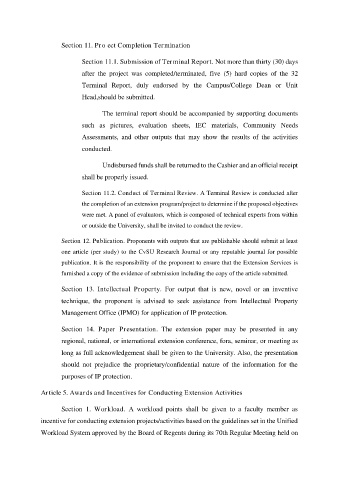 Section 11. Pro ect Completion Termination
Section 11.1. Submission of Terminal Report. Not more than thirty (30) days
after the project was completed/terminated, five (5) hard copies of the 32
Terminal Report, duly endorsed by the Campus/College Dean or Unit
Head,should be submitted.
The terminal report should be accompanied by supporting documents
such as pictures, evaluation sheets, IEC materials, Community Needs
Assessments, and other outputs that may show the results of the activities
conducted.
Undisbursed funds shall be returned to the Cashier and an official receipt
shall be properly issued.
Section 11.2. Conduct of Terminal Review. A Terminal Review is conducted after
the completion of an extension program/project to determine if the proposed objectives
were met. A panel of evaluators, which is composed of technical experts from within
or outside the University, shall be invited to conduct the review.
Section 12. Publication. Proponents with outputs that are publishable should submit at least
one article (per study) to the CvSU Research Journal or any reputable journal for possible
publication. It is the responsibility of the proponent to ensure that the Extension Services is
furnished a copy of the evidence of submission including the copy of the article submitted.
Section 13. Intellectual Property. For output that is new, novel or an inventive
technique, the proponent is advised to seek assistance from Intellectual Property
Management Office (IPMO) for application of IP protection.
Section 14. Paper Presentation. The extension paper may be presented in any
regional, national, or international extension conference, fora, seminar, or meeting as
long as full acknowledgement shall be given to the University. Also, the presentation
should not prejudice the proprietary/confidential nature of the information for the
purposes of IP protection.
Article 5. Awards and Incentives for Conducting Extension Activities
Section 1. Workload. A workload points shall be given to a faculty member as
incentive for conducting extension projects/activities based on the guidelines set in the Unified
Workload System approved by the Board of Regents during its 70th Regular Meeting held on